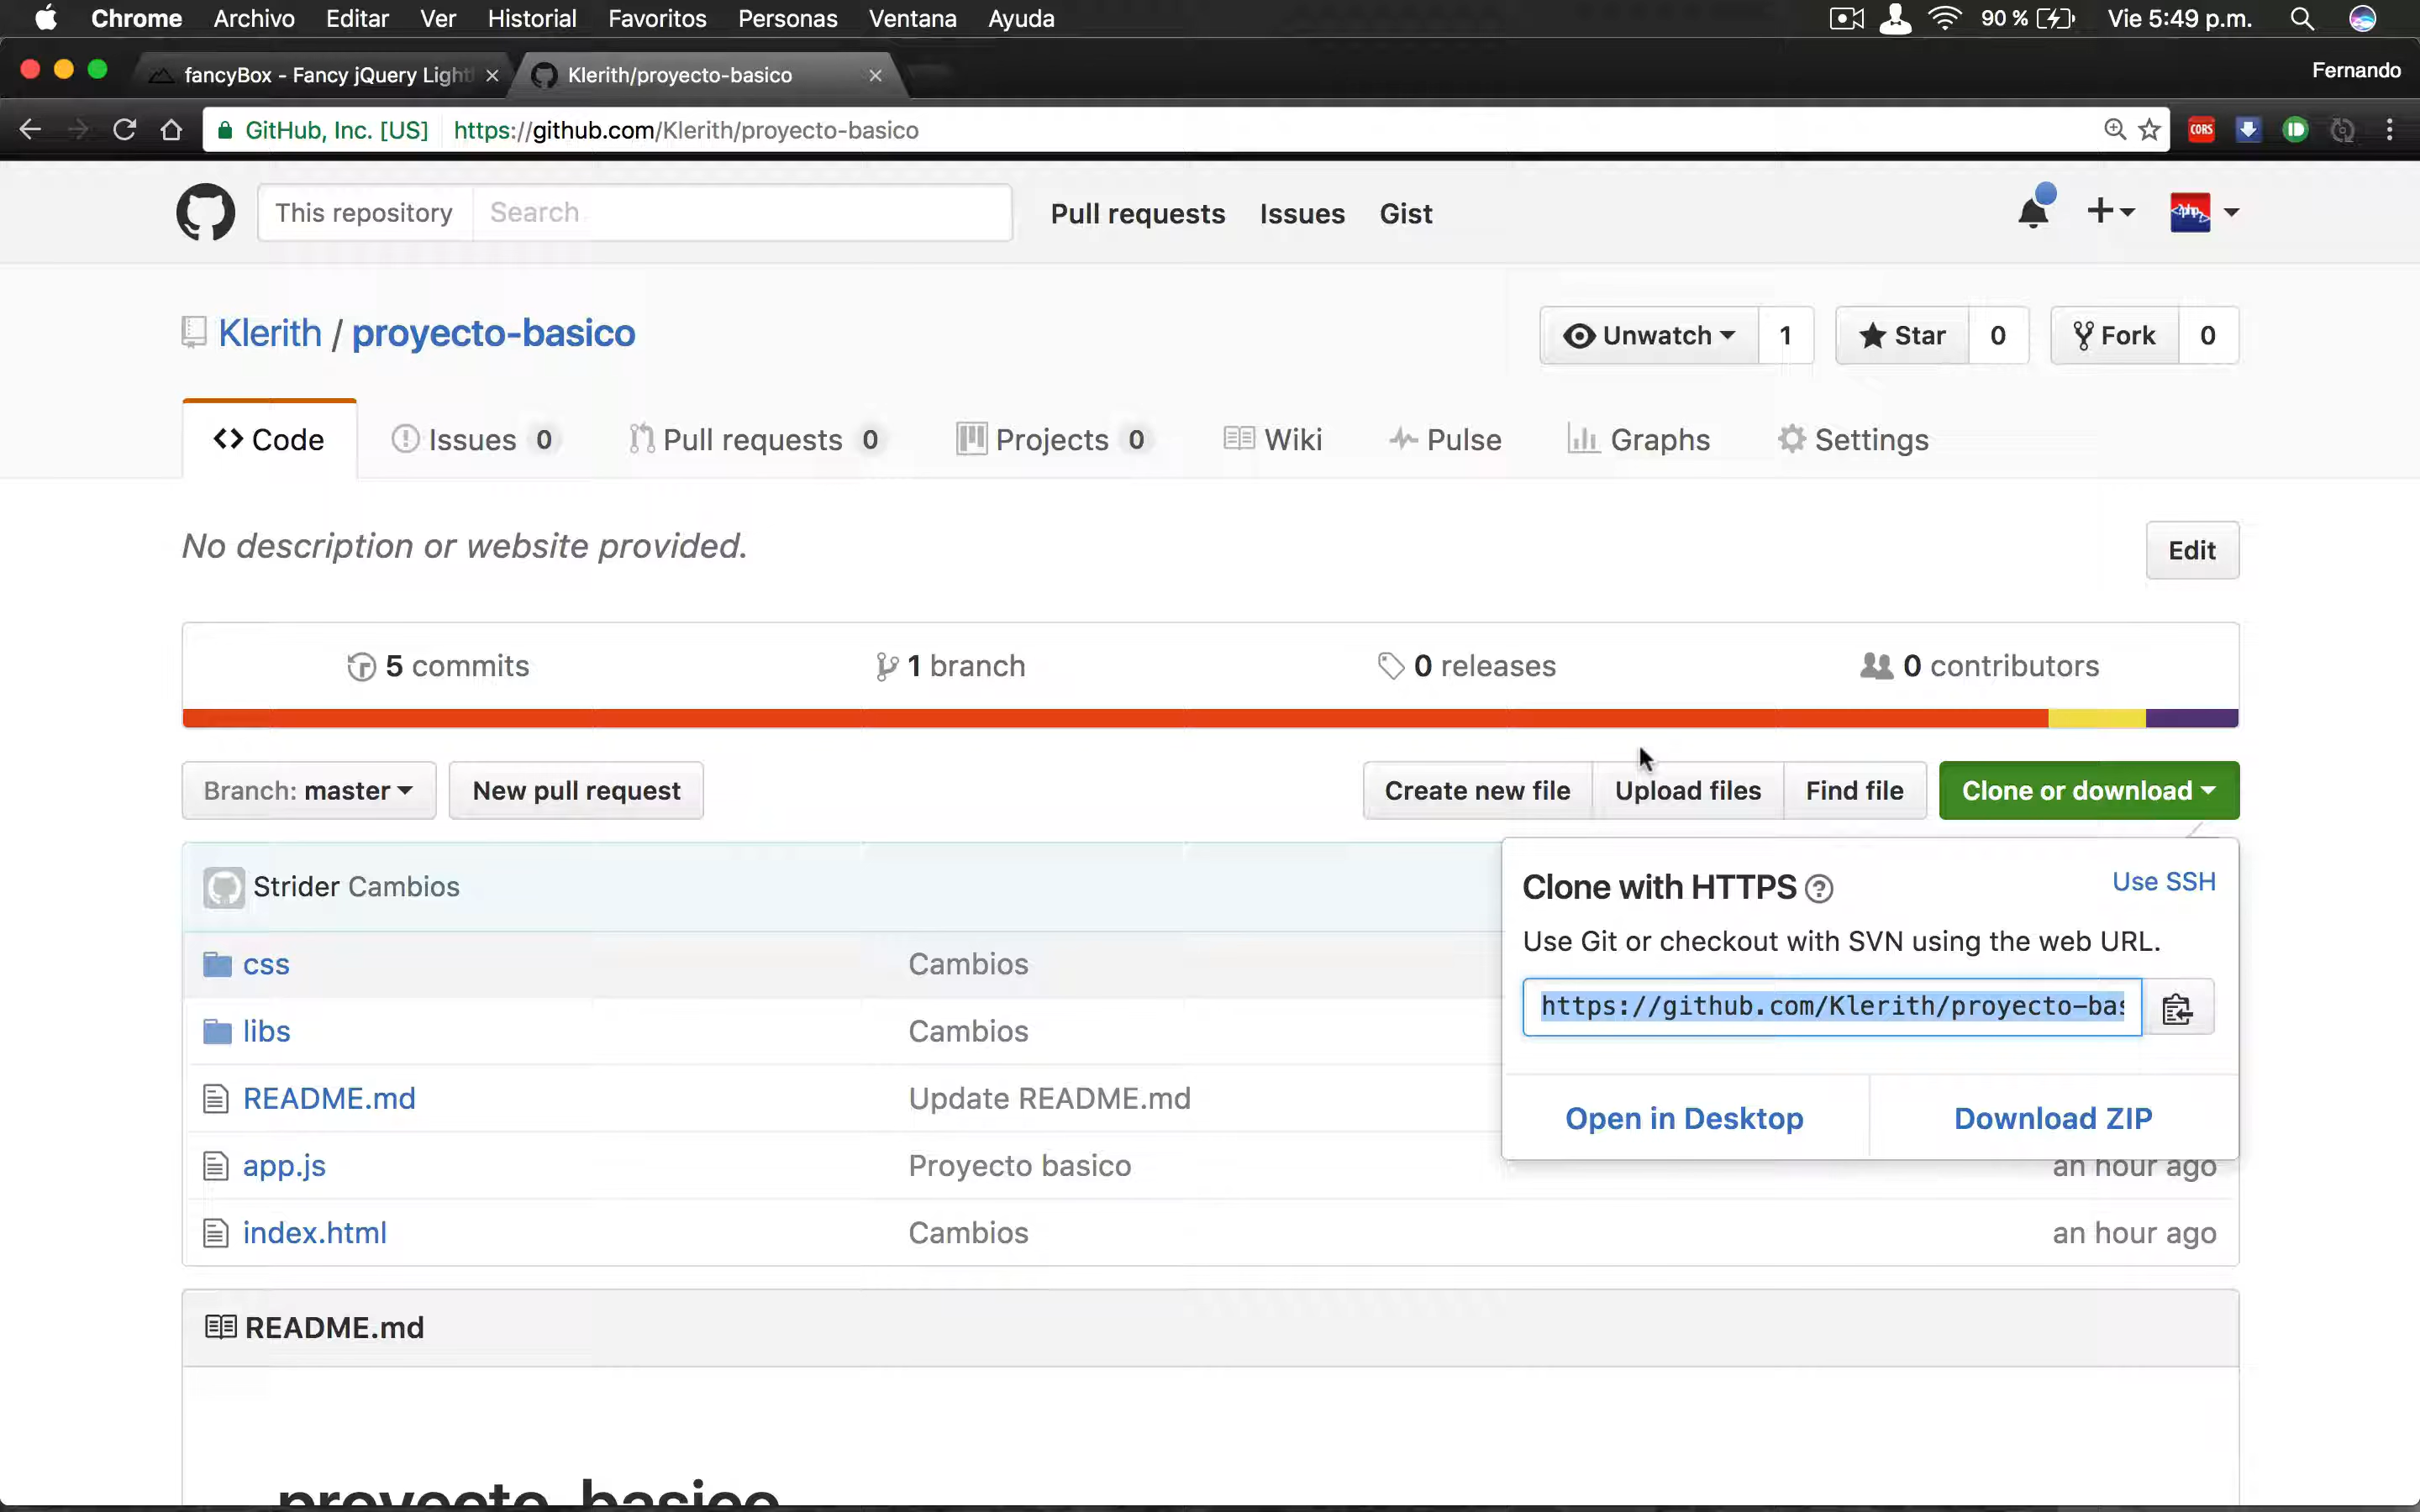 Chrome Archivo Editar Ver Historial Favoritos Personas Ventana Ayuda 90 % Vie 5:49 p.m.
fancyBox - Fancy jQuery Light Klerith/proyecto-basico Fernando
GitHub, Inc. [US] https://github.com/Klerith/proyecto-basico CORS
This repository Search Pull requests Issues Gist <?php
Klerith / proyecto-basico Unwatch 1 Star 0 Fork 0
Code Issues 0 Pull requests 0 Projects 0 Wiki Pulse Graphs Settings
No description or website provided. Edit
5 commits 1 branch 0 releases 0 contributors
Branch: master New pull request Create new file Upload files Find file Clone or download
Strider Cambios
css Cambios
libs Cambios
README.md Update README.md
app.js Proyecto basico an hour ago
index.html Cambios an hour ago
Clone with HTTPS Use SSH
Use Git or checkout with SVN using the web URL.
https://github.com/Klerith/proyecto-bas
Open in Desktop Download ZIP
README.md
proyecto-basico